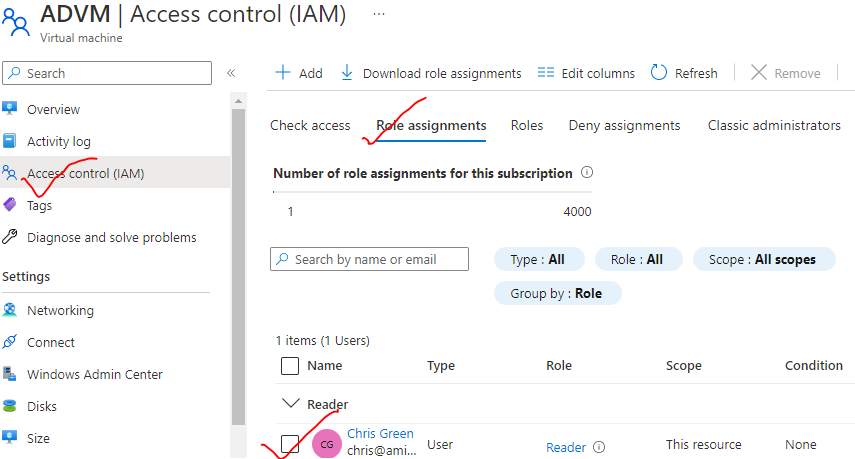 ADVM | Access control (IAM) ...
Virtual machine
Search «
Overview
Activity log
Access control (IAM)
Tags
Diagnose and solve problems
Settings
Networking
Connect
Windows Admin Center
Disks
Size
Add Download role assignments Edit columns Refresh Remove
Check access Role assignments Roles Deny assignments Classic administrators
Number of role assignments for this subscription
1 4000
Search by name or email Type : All Role : All Scope : All scopes
Group by : Role
1 items (1 Users)
Name Type Role Scope Condition
Reader
CG Chris Green User Reader This resource None
chris@ami...